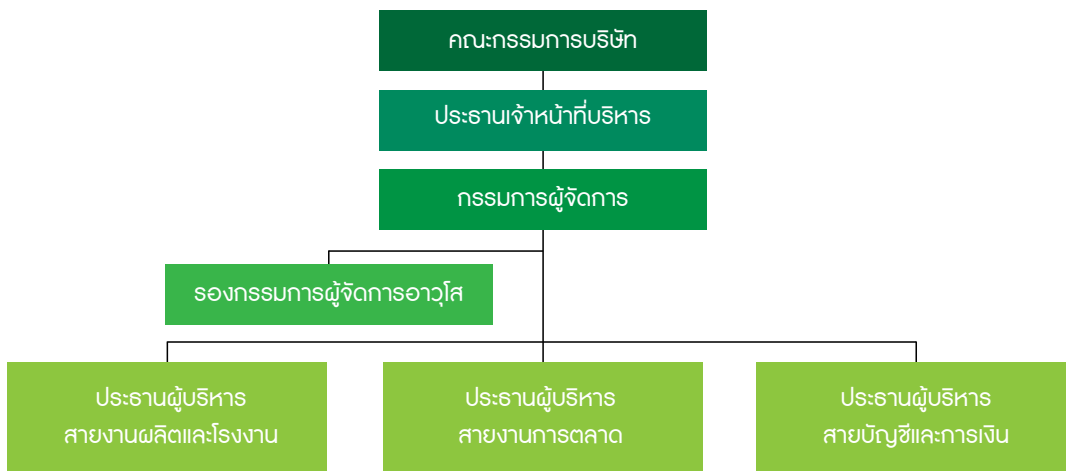 คณะกรรมการบริษัท
ประธานเจ้าหน้าที่บริหาร
กรรมการผู้จัดการ
รองกรรมการผู้จัดการอาวุโส
ประธานผู้บริหาร
สายงานผลิตและโรงงาน
ประธานผู้บริหาร
สายงานการตลาด
ประธานผู้บริหาร
สายบัญชีและการเงิน